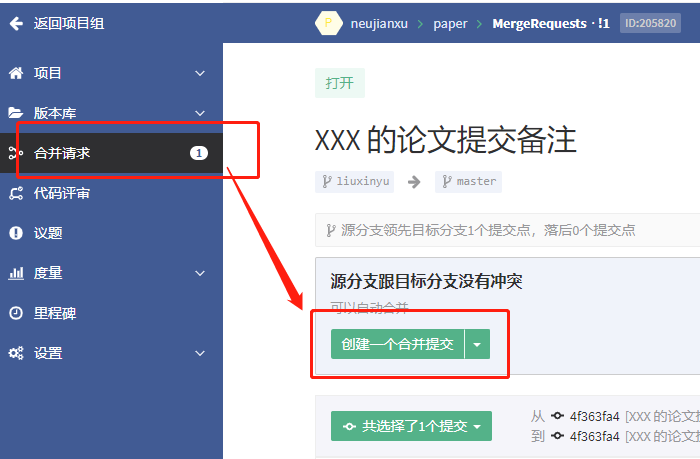 返回项目组
P neujianxu > paper > MergeRequests · !1 ID:205820
项目
版本库
合并请求 1
代码评审
议题
度量
里程碑
设置
打开
XXX 的论文提交备注
liuxinyu → master
源分支领先目标分支1个提交点，落后0个提交点
源分支跟目标分支没有冲突
可以自动合并
创建一个合并提交
共选择了1个提交
从 4f363fa4 [XXX 的论文
到 4f363fa4 [XXX 的论文